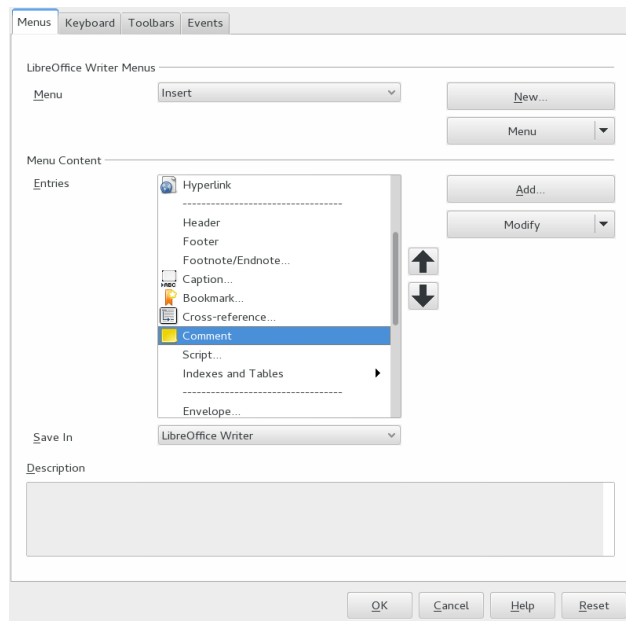 Menus Keyboard Toolbars Events
LibreOffice Writer Menus
Menu Insert New...
Menu
Menu Content
Entries Hyperlink Add...
---------------------------------
Header Modify
Footer
Footnote/Endnote...
Caption...
Bookmark...
Cross-reference...
Comment
Script...
Indexes and Tables
---------------------------------
Envelope...
Save In LibreOffice Writer
Description
OK Cancel Help Reset